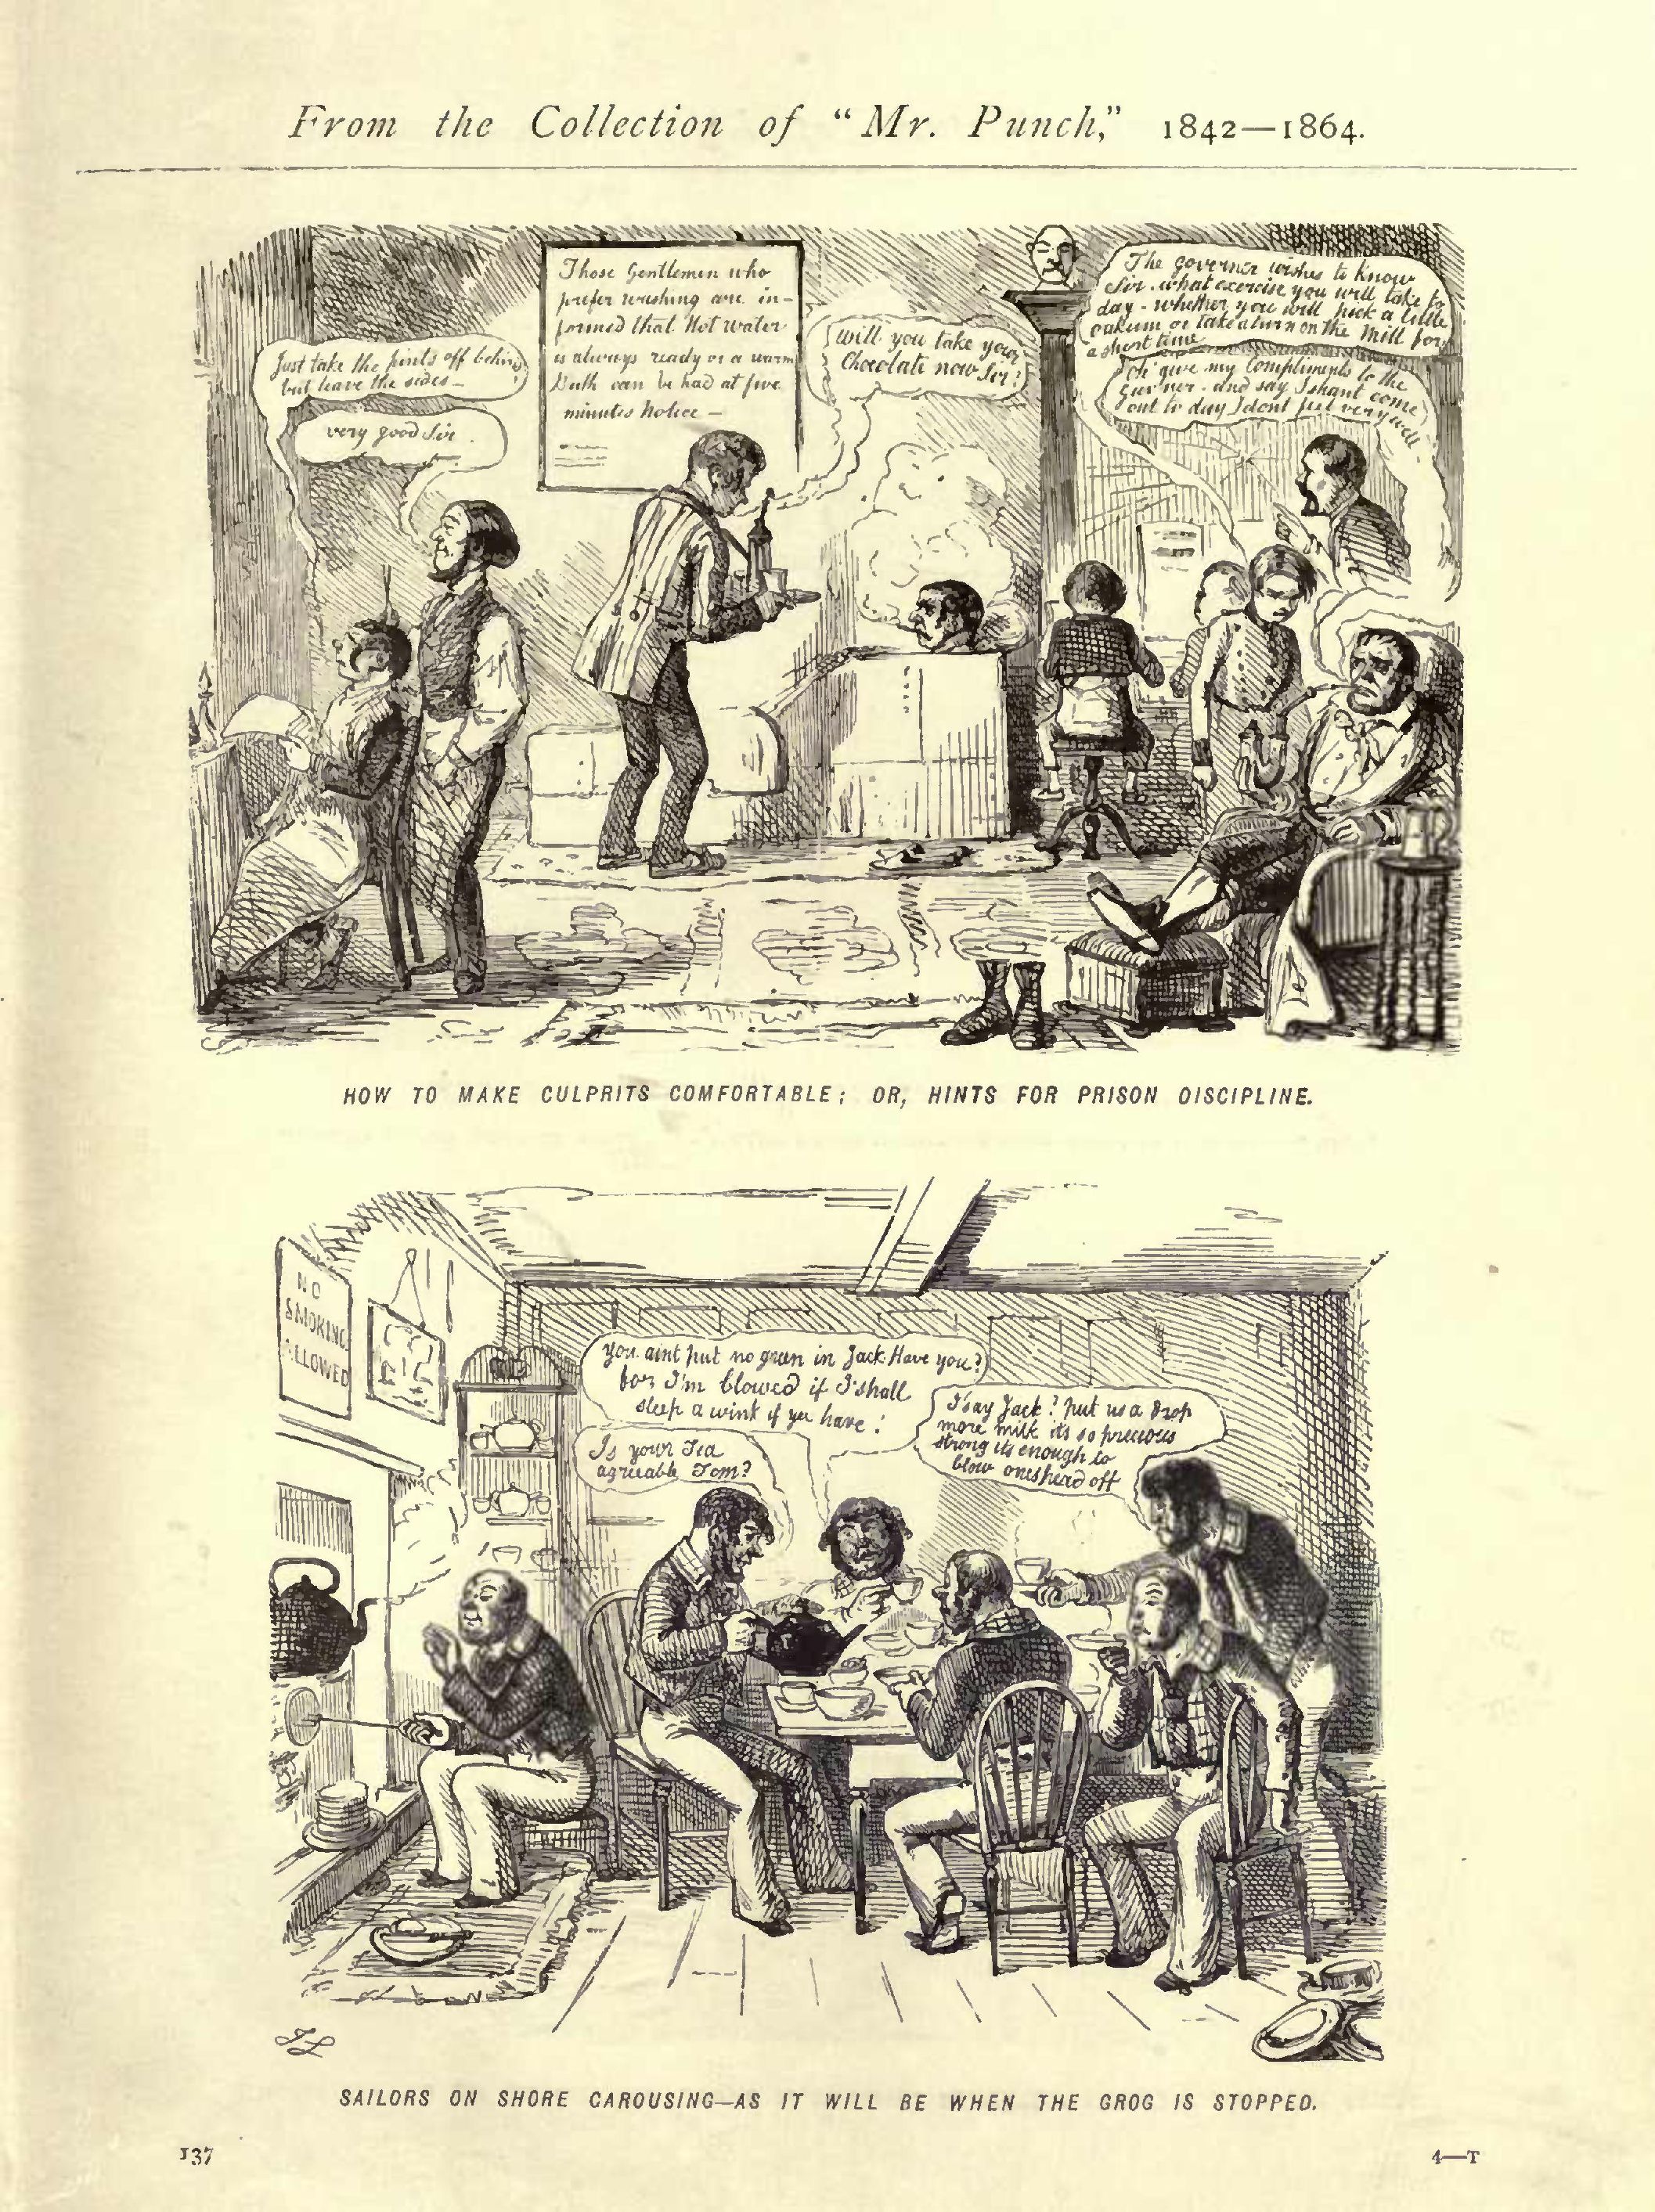 From the Collection of "Mr. Punch," 1842—1864.
Just take the points off behind
but leave the sides—
very good Sir.
Those Gentlemen who
prefer washing are in-
formed that Hot water
is always ready or a warm
Bath can be had at five
minutes Notice —
Will you take your
Chocolate now Sir?
The governer wishes to know
Sir. what exercise you will take to
day - whether you will pick a little
oakum or take a turn on the Mill for
a short time
oh' give my Compliments to the
Guv'ner. and say I shant come
out to day I dont feel very well
HOW TO MAKE CULPRITS COMFORTABLE; OR, HINTS FOR PRISON DISCIPLINE.
NO
SMOKING
ALLOWED
You aint put no green in Jack Have you?
for I'm blowed if I shall
sleep a wink if you have!
Is your Tea
agreeable Tom?
I say Jack? put us a drop
more milk its so precious
strong its enough to
blow ones head off
JL
SAILORS ON SHORE CAROUSING—AS IT WILL BE WHEN THE GROG IS STOPPED.
137
4—T